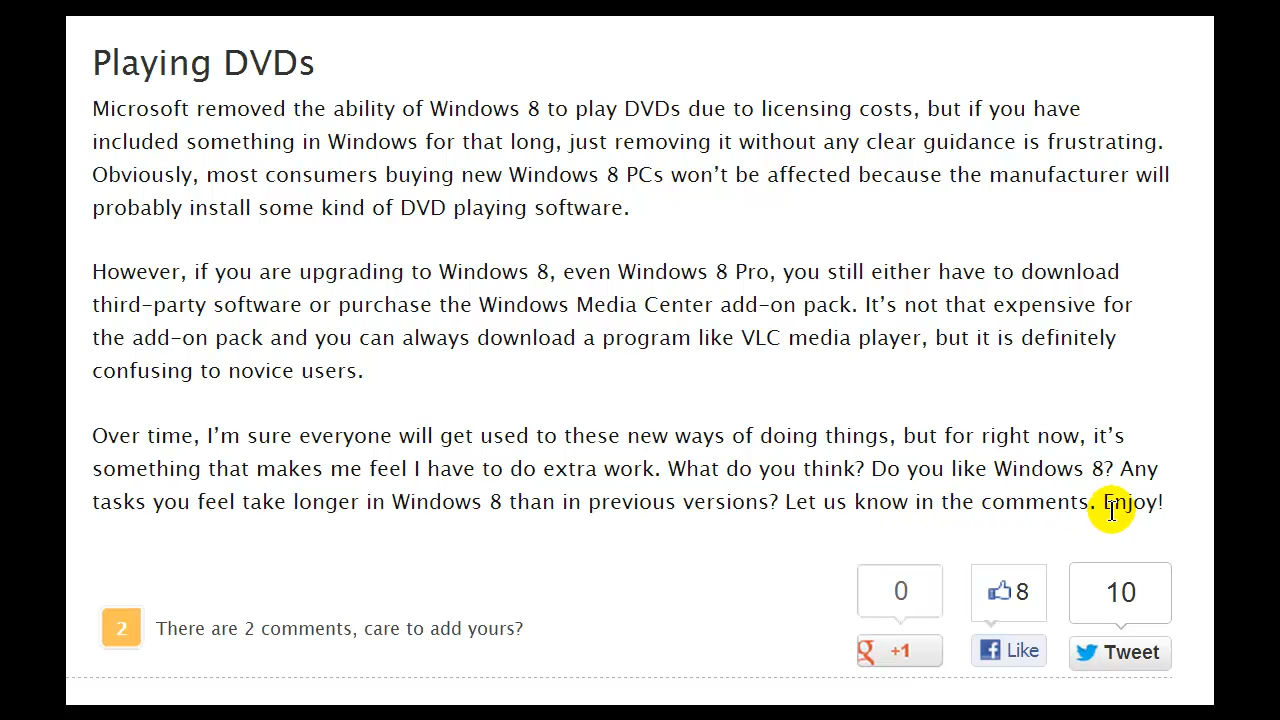 Playing DVDs
Microsoft removed the ability of Windows 8 to play DVDs due to licensing costs, but if you have
included something in Windows for that long, just removing it without any clear guidance is frustrating.
Obviously, most consumers buying new Windows 8 PCs won’t be affected because the manufacturer will
probably install some kind of DVD playing software.
However, if you are upgrading to Windows 8, even Windows 8 Pro, you still either have to download
third-party software or purchase the Windows Media Center add-on pack. It’s not that expensive for
the add-on pack and you can always download a program like VLC media player, but it is definitely
confusing to novice users.
Over time, I’m sure everyone will get used to these new ways of doing things, but for right now, it’s
something that makes me feel I have to do extra work. What do you think? Do you like Windows 8? Any
tasks you feel take longer in Windows 8 than in previous versions? Let us know in the comments. Enjoy!
0 8 10
2 There are 2 comments, care to add yours?
g +1 f Like Tweet